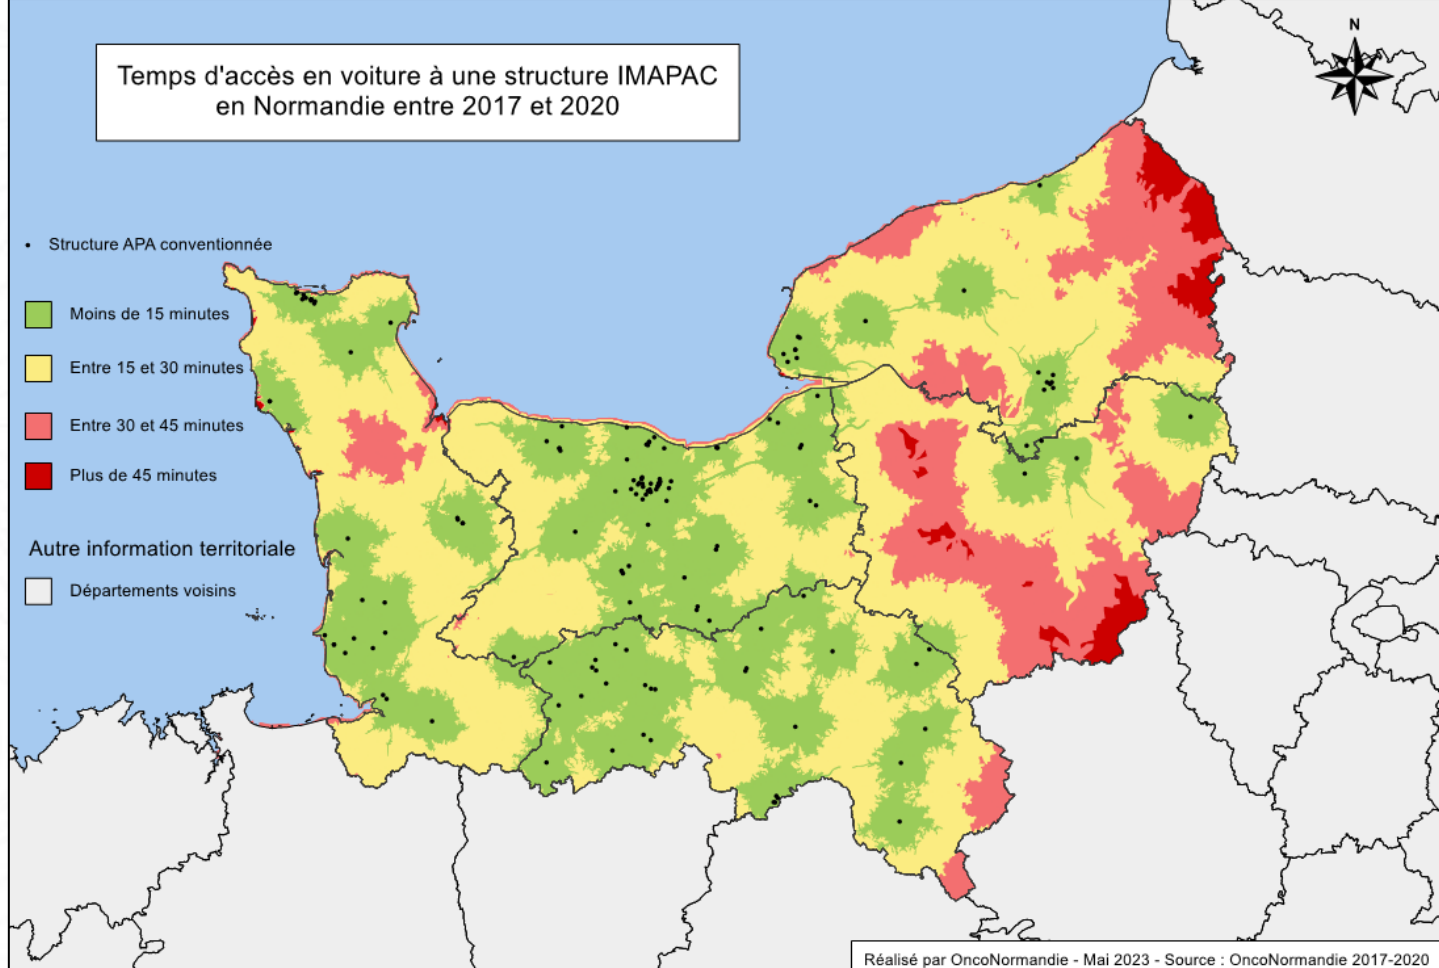 Temps d'accès en voiture à une structure IMAPAC
en Normandie entre 2017 et 2020
N
Structure APA conventionnée
Moins de 15 minutes
Entre 15 et 30 minutes
Entre 30 et 45 minutes
Plus de 45 minutes
Autre information territoriale
Départements voisins
Réalisé par OncoNormandie - Mai 2023 - Source : OncoNormandie 2017-2020